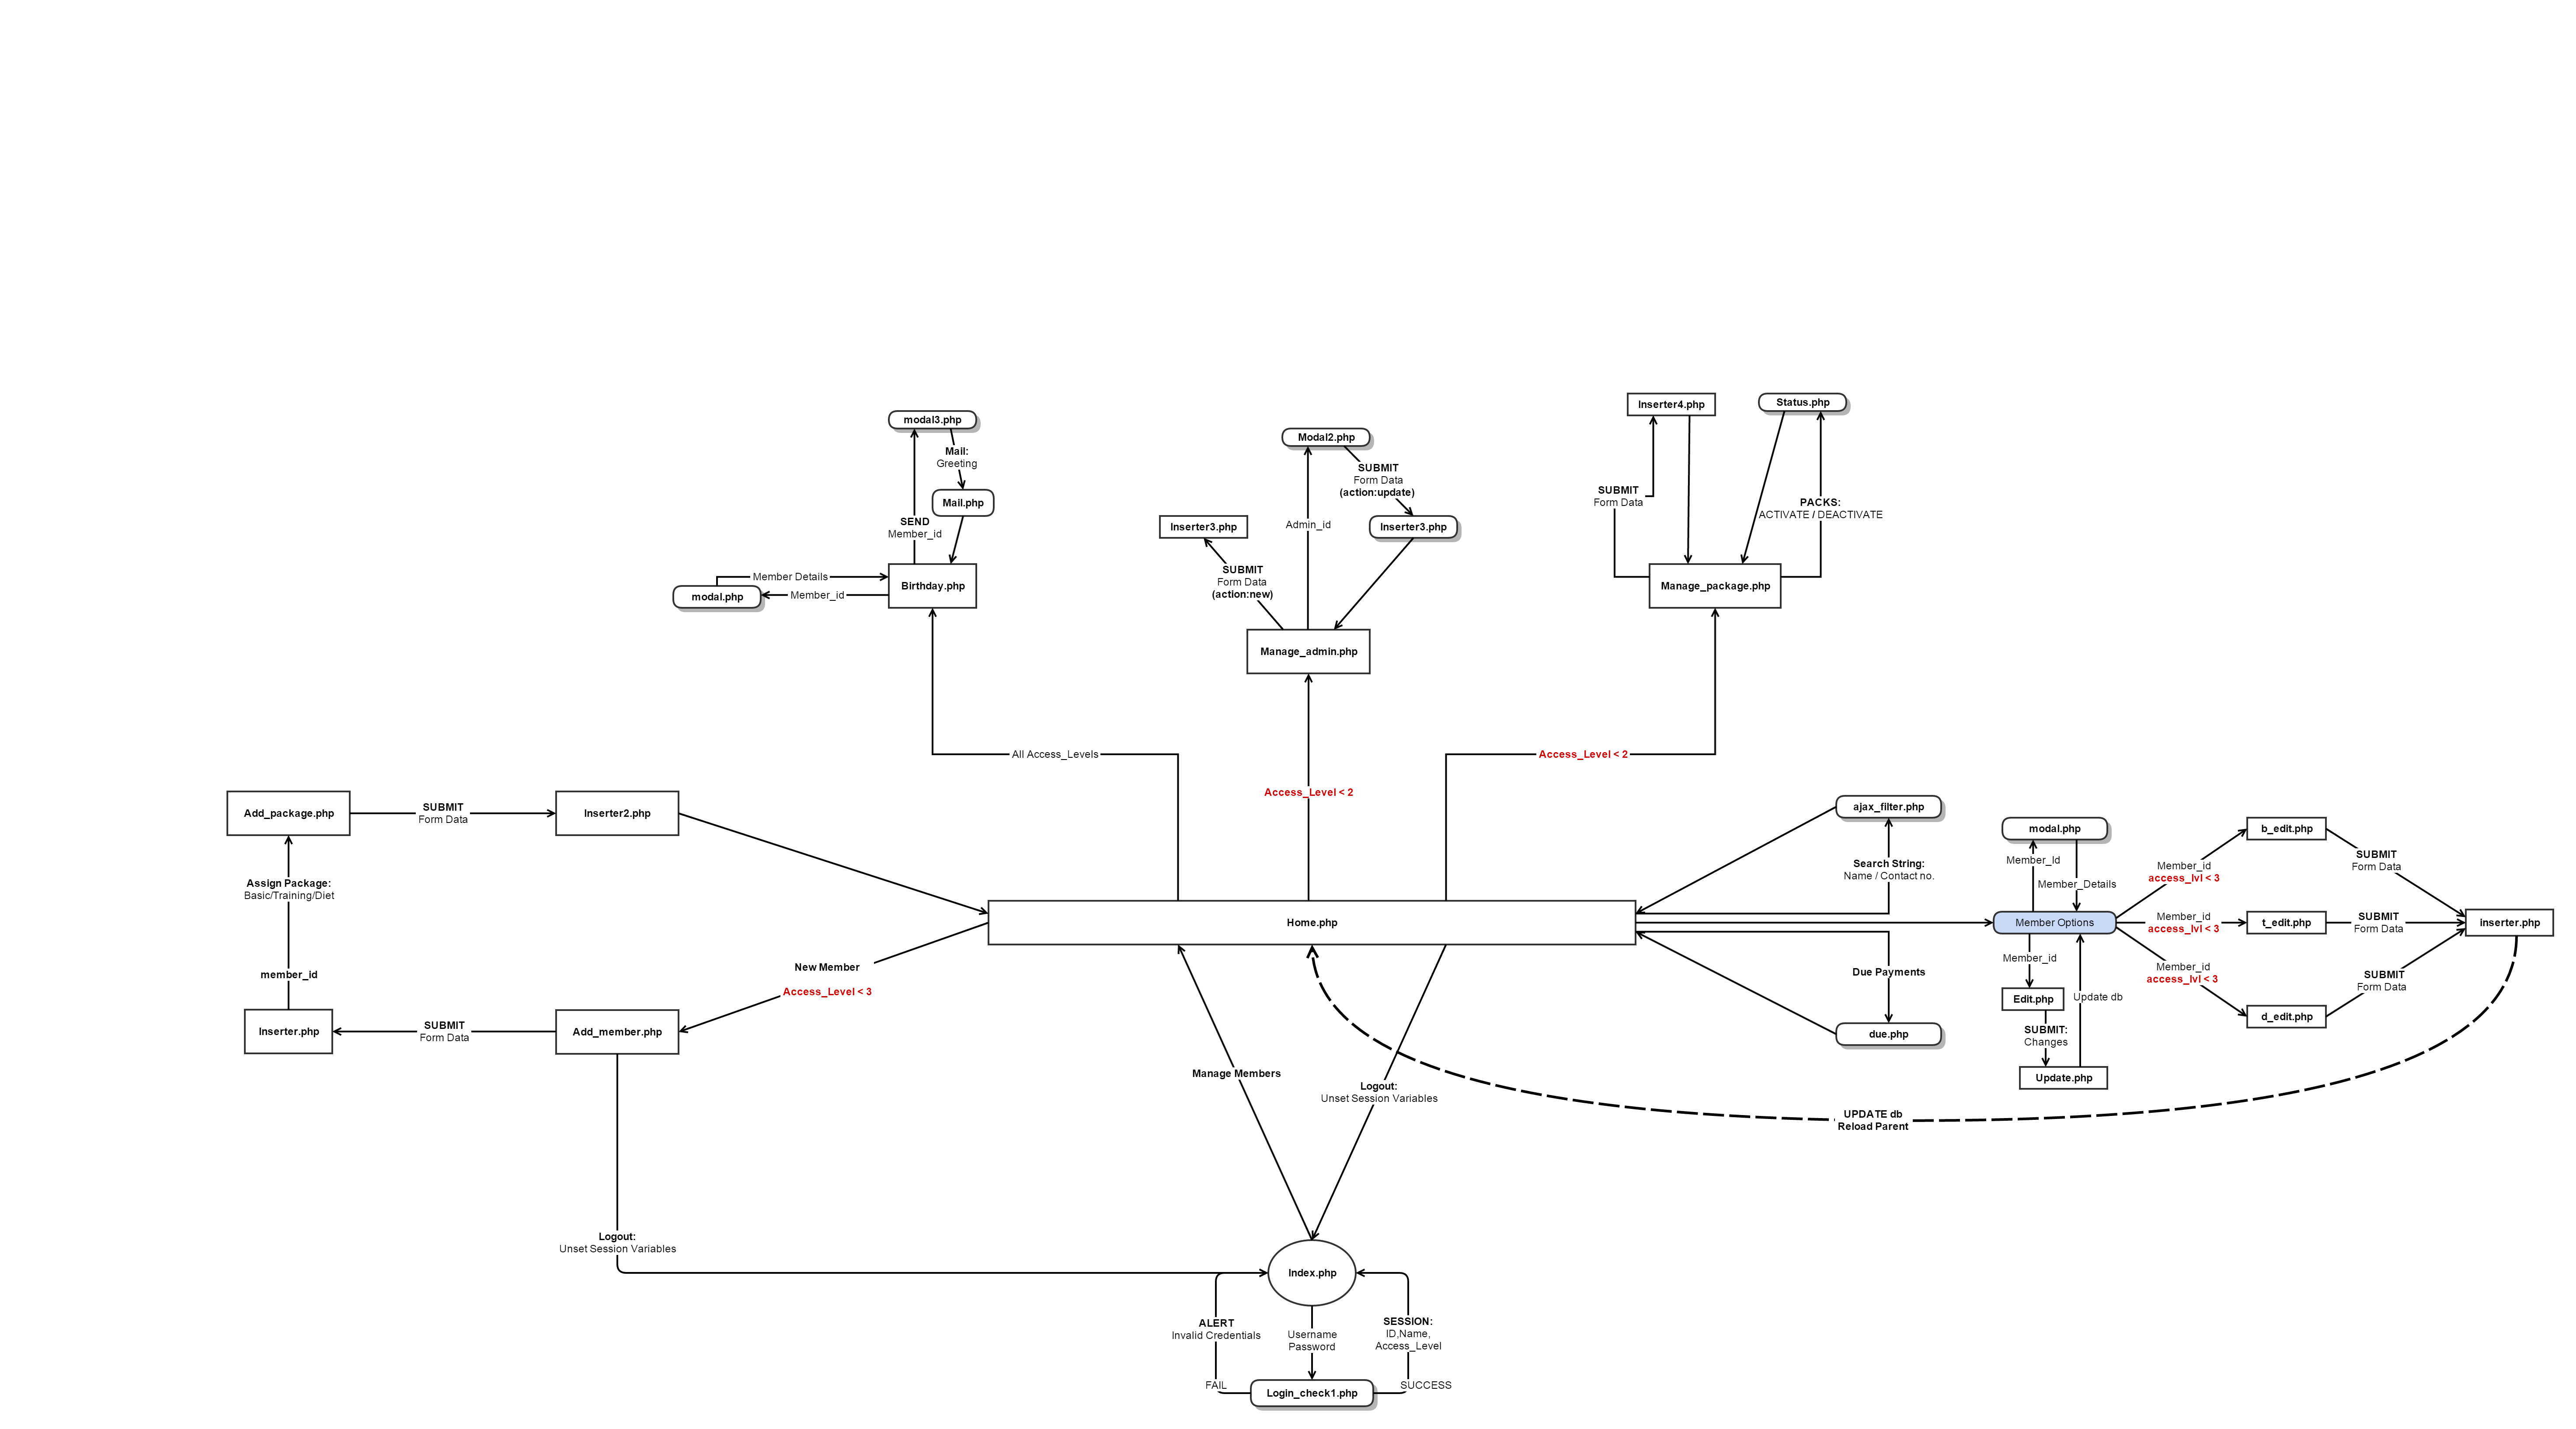 Inserter4.php
Status.php
modal3.php
Modal2.php
Mail:
Greeting
SUBMIT
Form Data
(action:update)
SUBMIT
Form Data
Mail.php
PACKS:
ACTIVATE / DEACTIVATE
SEND
Member_id
Inserter3.php
Admin_id
Inserter3.php
Member Details
SUBMIT
Form Data
(action:new)
modal.php
Member_id
Birthday.php
Manage_package.php
Manage_admin.php
All Access_Levels
Access_Level < 2
Access_Level < 2
Add_package.php
SUBMIT
Form Data
Inserter2.php
ajax_filter.php
modal.php
b_edit.php
Search String:
Name / Contact no.
Member_Id
Member_id
access_lvl < 3
SUBMIT
Form Data
Assign Package:
Basic/Training/Diet
Member_Details
Home.php
Member Options
Member_id
access_lvl < 3
t_edit.php
SUBMIT
Form Data
inserter.php
New Member
Access_Level < 3
member_id
Due Payments
Member_id
Member_id
access_lvl < 3
SUBMIT
Form Data
Edit.php
Update db
d_edit.php
Inserter.php
SUBMIT
Form Data
Add_member.php
due.php
SUBMIT:
Changes
Update.php
Manage Members
Logout:
Unset Session Variables
UPDATE db
Reload Parent
Logout:
Unset Session Variables
Index.php
ALERT
Invalid Credentials
Username
Password
SESSION:
ID,Name,
Access_Level
FAIL
Login_check1.php
SUCCESS